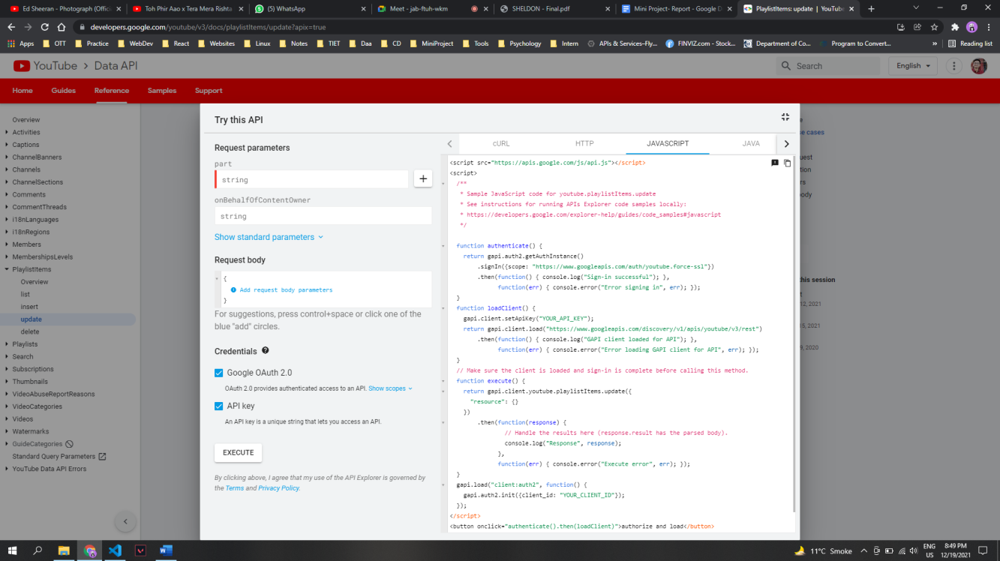 Ed Sheeran - Photograph (Offici
Toh Phir Aao x Tera Mera Rishta
(5) WhatsApp
Meet - jab-ftuh-wkm
SHELDON - Final.pdf
Mini Project- Report - Google D
PlaylistItems: update | YouTube
developers.google.com/youtube/v3/docs/playlistItems/update?apix=true
Apps
OTT
Practice
WebDev
React
Websites
Linux
Notes
TIET
Daa
CD
MiniProject
Tools
Psychology
Intern
APIs & Services–Fly...
FINVIZ.com - Stock...
Department of Co...
Program to Convert...
»
Reading list
YouTube > Data API
Search
English
Home
Guides
Reference
Samples
Support
Overview
Activities
Captions
ChannelBanners
Channels
ChannelSections
Comments
CommentThreads
i18nLanguages
i18nRegions
Members
MembershipsLevels
PlaylistItems
Overview
list
insert
update
delete
Playlists
Search
Subscriptions
Thumbnails
VideoAbuseReportReasons
VideoCategories
Videos
Watermarks
GuideCategories
Standard Query Parameters
YouTube Data API Errors
Try this API
Request parameters
part
string
onBehalfOfContentOwner
string
Show standard parameters
Request body
{
Add request body parameters
}
For suggestions, press control+space or click one of the
blue "add" circles.
Credentials
Google OAuth 2.0
OAuth 2.0 provides authenticated access to an API. Show scopes
API key
An API key is a unique string that lets you access an API.
EXECUTE
By clicking above, I agree that my use of the API Explorer is governed by
the Terms and Privacy Policy.
cURL
HTTP
JAVASCRIPT
JAVA
<script src="https://apis.google.com/js/api.js"></script>
<script>
/**
* Sample JavaScript code for youtube.playlistItems.update
* See instructions for running APIs Explorer code samples locally:
* https://developers.google.com/explorer-help/guides/code_samples#javascript
*/
function authenticate() {
return gapi.auth2.getAuthInstance()
.signIn({scope: "https://www.googleapis.com/auth/youtube.force-ssl"})
.then(function() { console.log("Sign-in successful"); },
function(err) { console.error("Error signing in", err); });
}
function loadClient() {
gapi.client.setApiKey("YOUR_API_KEY");
return gapi.client.load("https://www.googleapis.com/discovery/v1/apis/youtube/v3/rest")
.then(function() { console.log("GAPI client loaded for API"); },
function(err) { console.error("Error loading GAPI client for API", err); });
}
// Make sure the client is loaded and sign-in is complete before calling this method.
function execute() {
return gapi.client.youtube.playlistItems.update({
"resource": {}
})
.then(function(response) {
// Handle the results here (response.result has the parsed body).
console.log("Response", response);
},
function(err) { console.error("Execute error", err); });
}
gapi.load("client:auth2", function() {
gapi.auth2.init({client_id: "YOUR_CLIENT_ID"});
});
</script>
<button onclick="authenticate().then(loadClient)">authorize and load</button>
se cases
uest
tion
rs
body
this session
t
12, 2021
15, 2021
9, 2020
11°C Smoke
ENG
US
8:49 PM
12/19/2021